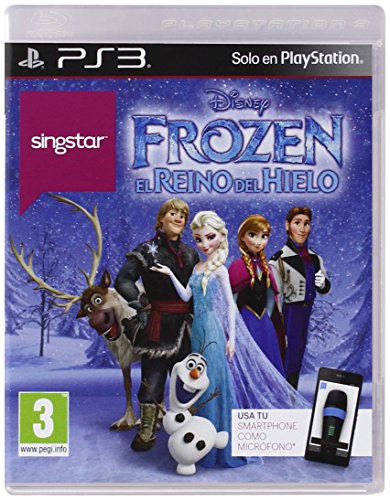 PLAYSTATION 3
PS3
Solo en PlayStation®
singstar™
Disney
FROZEN
EL REINO DEL HIELO
3
www.pegi.info
USA TU
SMARTPHONE
COMO
MICRÓFONO*